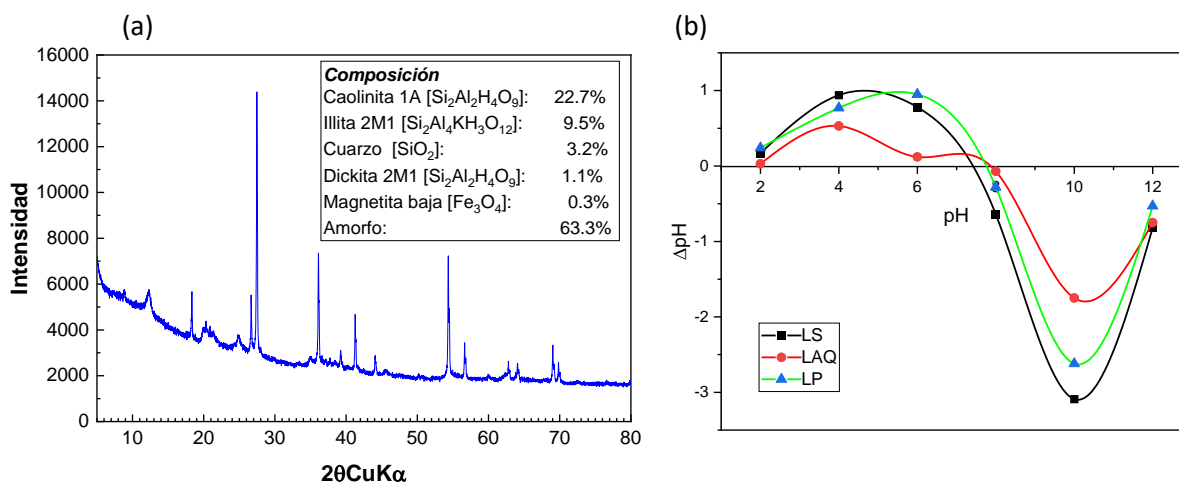 (a)
16000
14000
12000
10000
8000
6000
4000
2000
0
Intensidad
Composición
Caolinita 1A [Si₂Al₂H₄O₉]: 22.7%
Illita 2M1 [Si₂Al₄KH₃O₁₂]: 9.5%
Cuarzo [SiO₂]: 3.2%
Dickita 2M1 [Si₂Al₂H₄O₉]: 1.1%
Magnetita baja [Fe₃O₄]: 0.3%
Amorfo: 63.3%
10 20 30 40 50 60 70 80
2θCuKα
(b)
1
0
-1
-2
-3
ΔpH
2 4 6 8 10 12
pH
LS
LAQ
LP